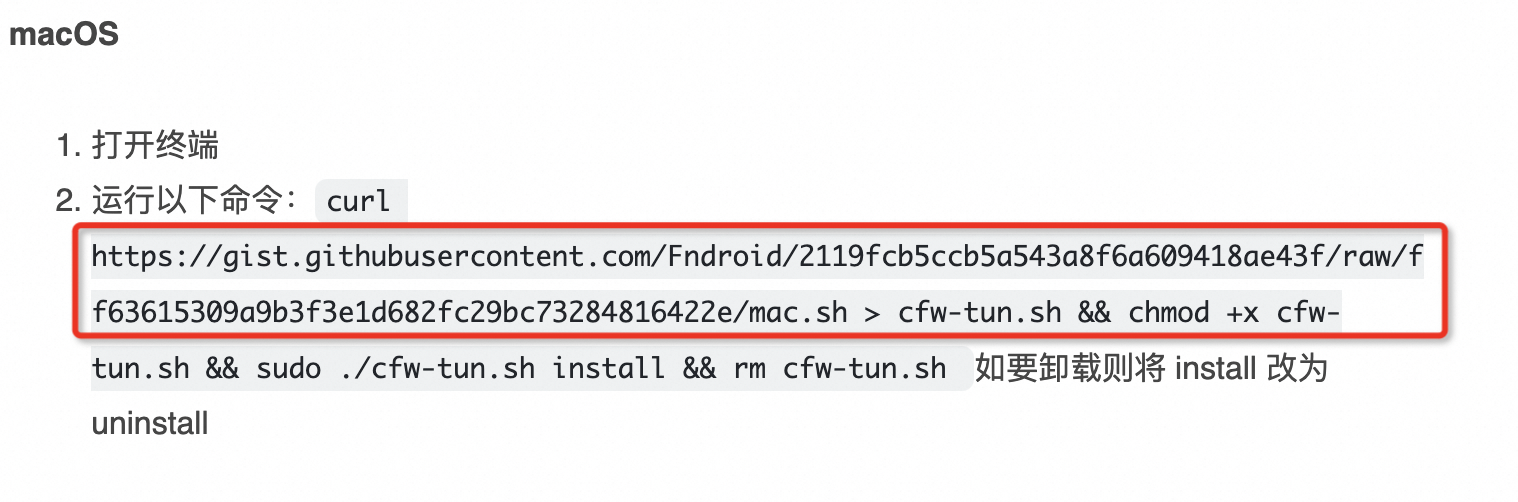 macOS
1. 打开终端
2. 运行以下命令： curl
https://gist.githubusercontent.com/Fndroid/2119fcb5ccb5a543a8f6a609418ae43f/raw/f
f63615309a9b3f3e1d682fc29bc73284816422e/mac.sh > cfw-tun.sh && chmod +x cfw-
tun.sh && sudo ./cfw-tun.sh install && rm cfw-tun.sh 如要卸载则将 install 改为
uninstall